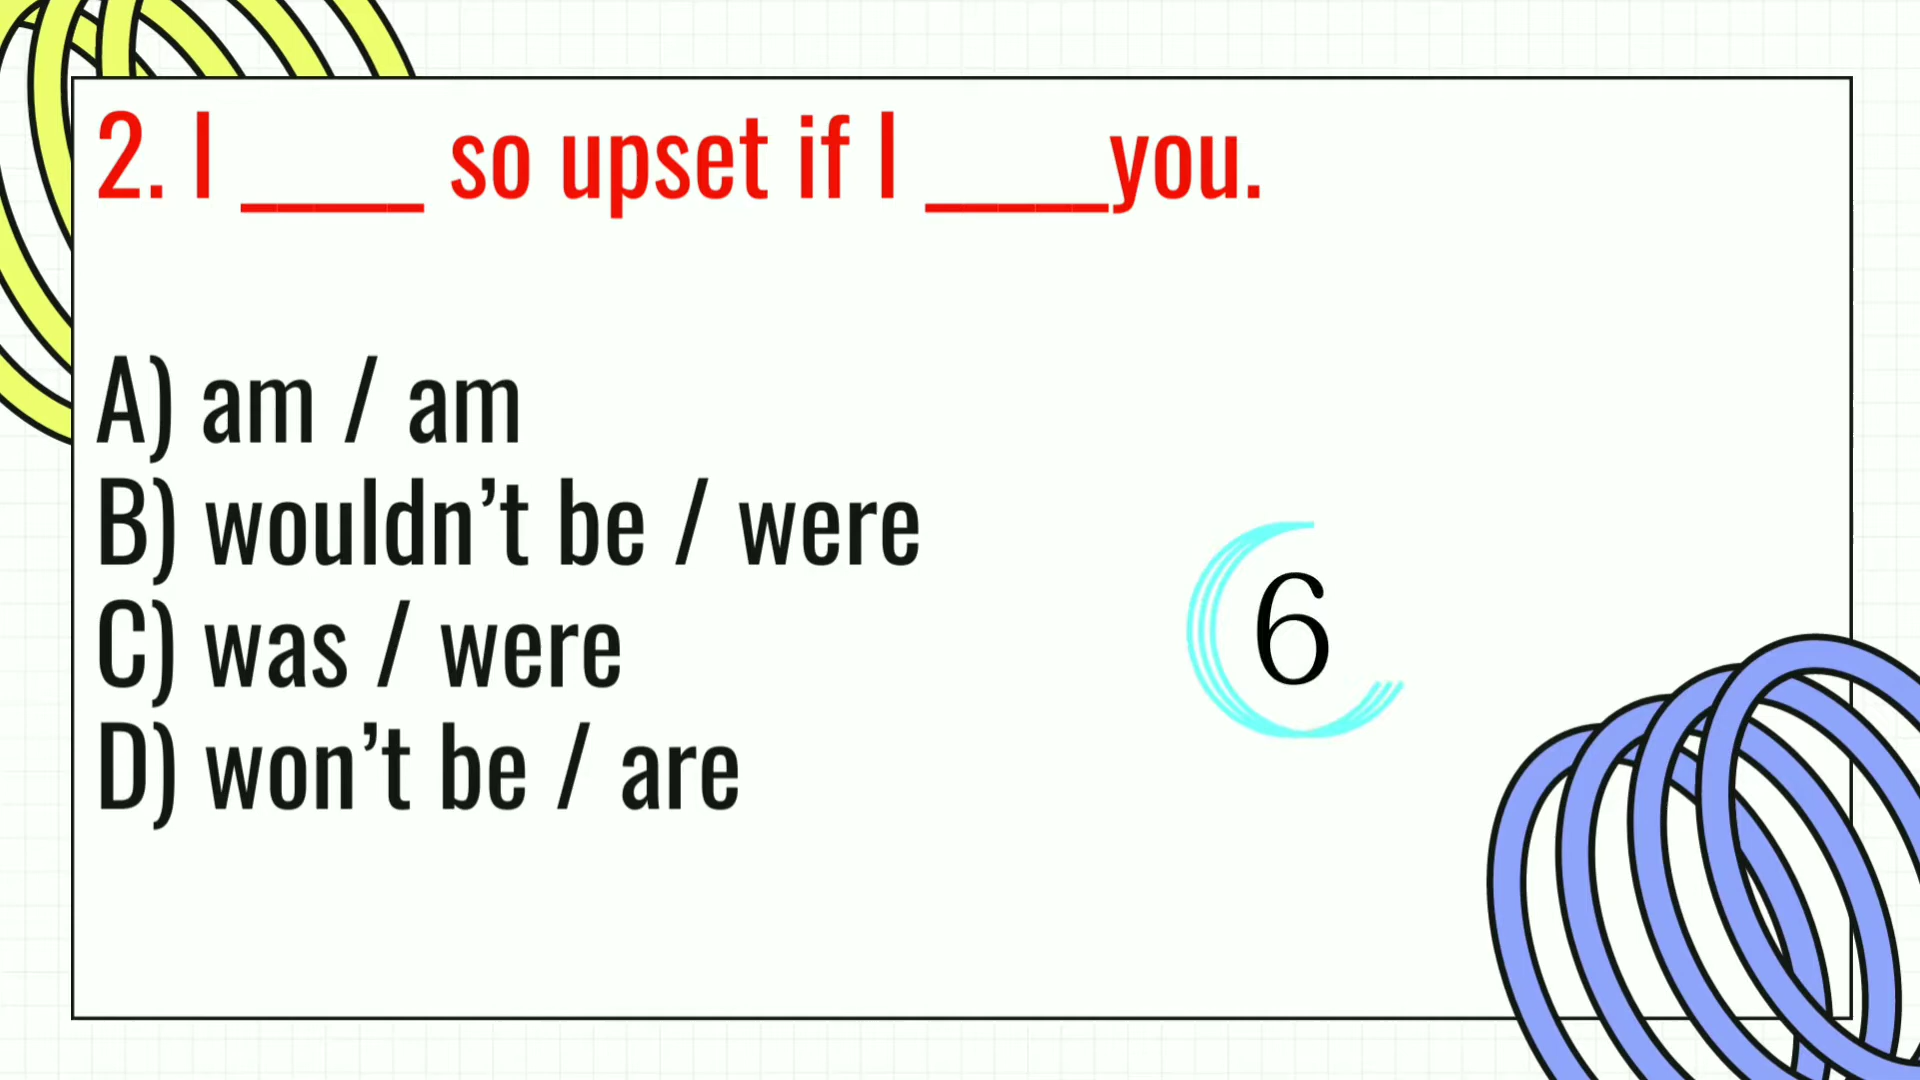 2. I _____ so upset if I _____you.
A) am / am
B) wouldn’t be / were
C) was / were
D) won’t be / are
6